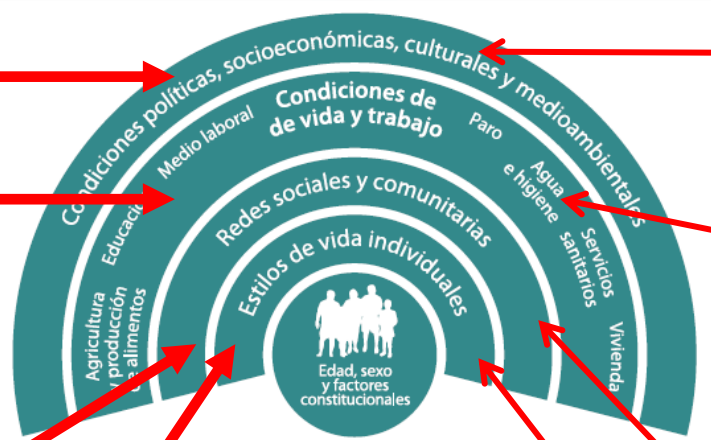 Condiciones políticas, socioeconómicas, culturales y medioambientales
Condiciones de
de vida y trabajo
Agricultura
y producción
de alimentos
Educación
Medio laboral
Paro
Agua
e higiene
Servicios
sanitarios
Vivienda
Redes sociales y comunitarias
Estilos de vida individuales
Edad, sexo
y factores
constitucionales